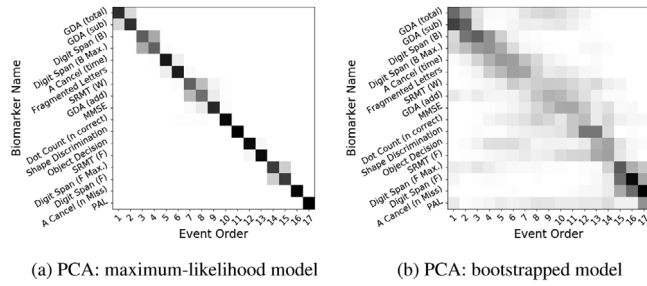 Biomarker Name
GDA (total)
GDA (sub)
Digit Span (B)
Digit Span (B Max.)
A Cancel (time)
Fragmented Letters
SRMT (W)
GDA (add)
MMSE
Dot Count (n correct)
Shape Discrimination
Object Decision
SRMT (F)
Digit Span (F Max.)
Digit Span (F)
A Cancel (n Miss)
PAL
1 2 3 4 5 6 7 8 9 10 11 12 13 14 15 16 17
Event Order
(a) PCA: maximum-likelihood model
Biomarker Name
GDA (total)
GDA (sub)
Digit Span (B)
Digit Span (B Max.)
A Cancel (time)
Fragmented Letters
SRMT (W)
GDA (add)
MMSE
Dot Count (n correct)
Shape Discrimination
Object Decision
SRMT (F)
Digit Span (F Max.)
Digit Span (F)
A Cancel (n Miss)
PAL
1 2 3 4 5 6 7 8 9 10 11 12 13 14 15 16 17
Event Order
(b) PCA: bootstrapped model